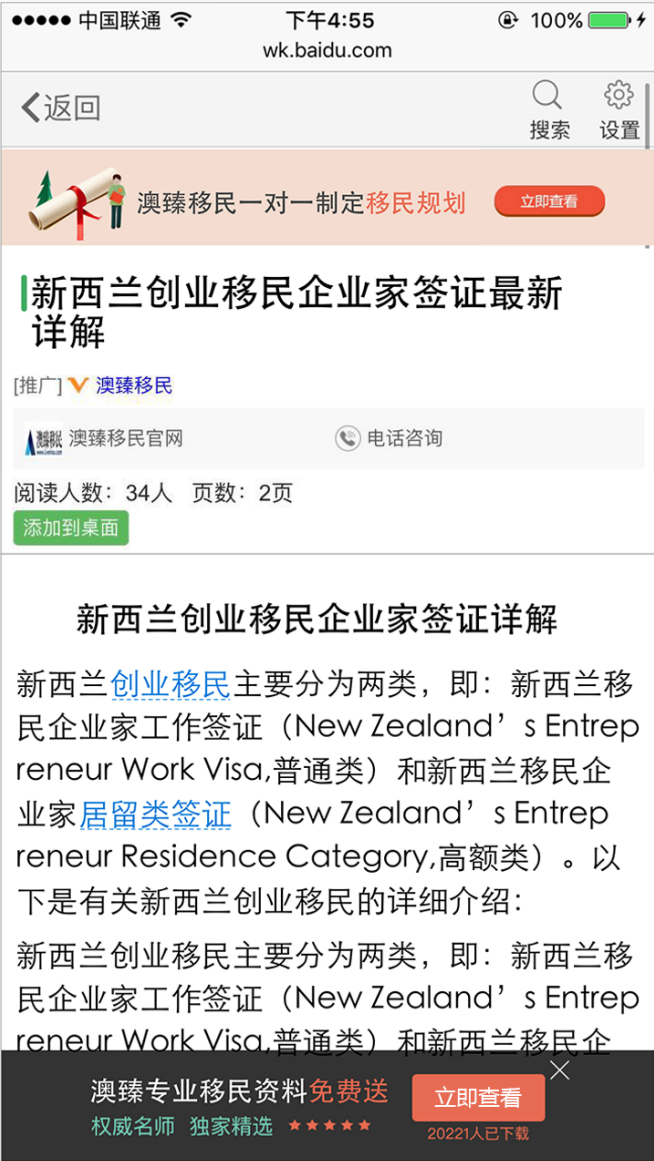 中国联通 下午4:55 100%
wk.baidu.com
返回 搜索 设置
澳臻移民一对一制定移民规划 立即查看
新西兰创业移民企业家签证最新
详解
[推广] 澳臻移民
澳臻移民官网 电话咨询
阅读人数：34人 页数：2页
添加到桌面
新西兰创业移民企业家签证详解
新西兰创业移民主要分为两类，即：新西兰移
民企业家工作签证（New Zealand’s Entrep
reneur Work Visa,普通类）和新西兰移民企
业家居留类签证（New Zealand’s Entrep
reneur Residence Category,高额类）。以
下是有关新西兰创业移民的详细介绍：
新西兰创业移民主要分为两类，即：新西兰移
民企业家工作签证（New Zealand’s Entrep
reneur Work Visa,普通类）和新西兰移民企
澳臻专业移民资料免费送 立即查看
权威名师 独家精选 ★★★★★ 20221人已下载